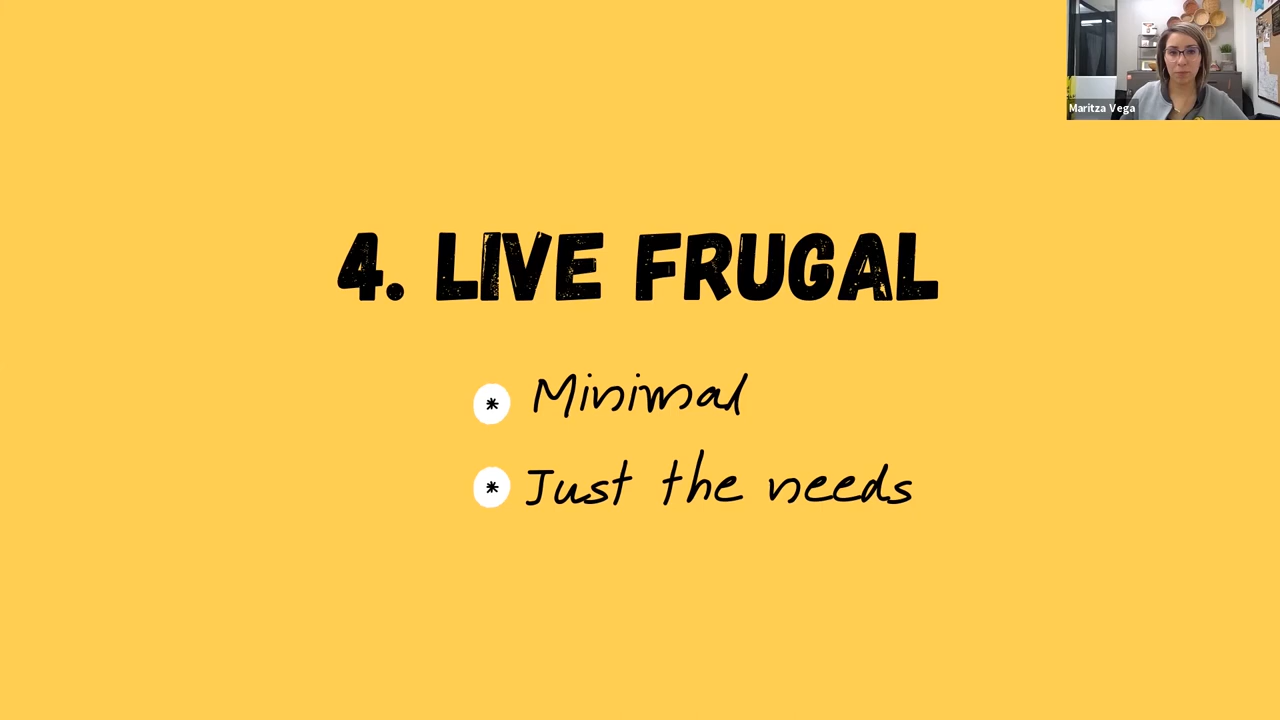 Maritza Vega
4. LIVE FRUGAL
* Minimal
* Just the needs